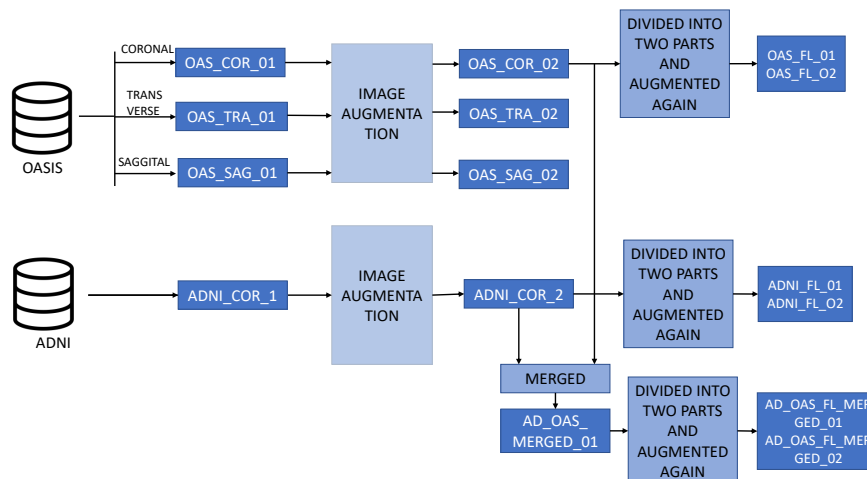 CORONAL
OAS_COR_01
OAS_COR_02
DIVIDED INTO
TWO PARTS
AND
AUGMENTED
AGAIN
OAS_FL_01
OAS_FL_O2
TRANS
VERSE
OAS_TRA_01
IMAGE
AUGMENTA
TION
OAS_TRA_02
OASIS
SAGGITAL
OAS_SAG_01
OAS_SAG_02
ADNI
ADNI_COR_1
IMAGE
AUGMENTA
TION
ADNI_COR_2
DIVIDED INTO
TWO PARTS
AND
AUGMENTED
AGAIN
ADNI_FL_01
ADNI_FL_O2
MERGED
AD_OAS_
MERGED_01
DIVIDED INTO
TWO PARTS
AND
AUGMENTED
AGAIN
AD_OAS_FL_MER
GED_01
AD_OAS_FL_MER
GED_02